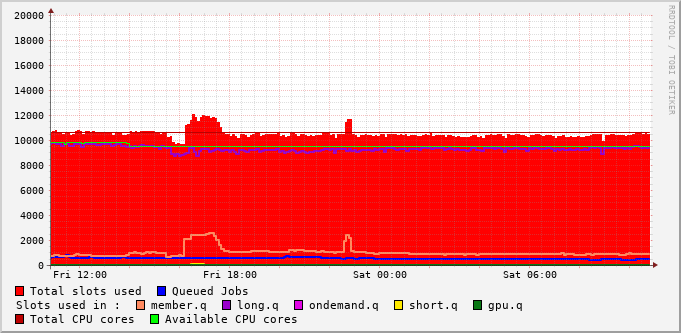 20000
18000
16000
14000
12000
10000
8000
6000
4000
2000
0
Fri 12:00 Fri 18:00 Sat 00:00 Sat 06:00
RRDTOOL / TOBI OETIKER
Total slots used Queued Jobs
Slots used in : member.q long.q ondemand.q short.q gpu.q
Total CPU cores Available CPU cores